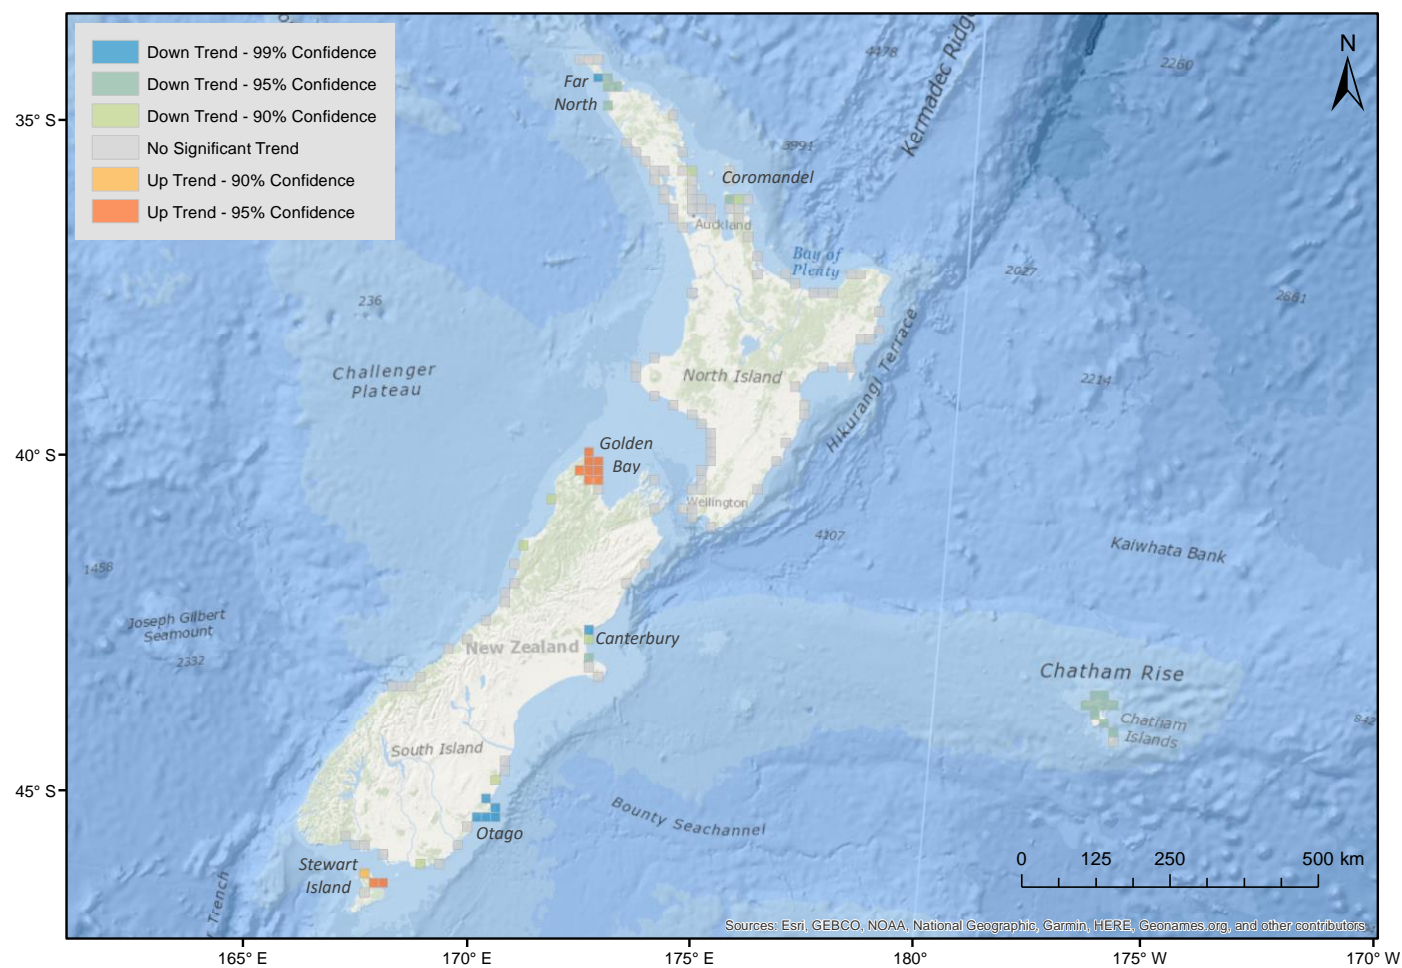 Down Trend - 99% Confidence
Down Trend - 95% Confidence
Down Trend - 90% Confidence
No Significant Trend
Up Trend - 90% Confidence
Up Trend - 95% Confidence
N
35° S
40° S
45° S
Far
North
4478
Kermadec Ridge
2260
3991
Coromandel
Auckland
Bay of
Plenty
2027
2661
236
Challenger
Plateau
North Island
Hikurangi Terrace
2214
Golden
Bay
Wellington
4107
Kaiwhata Bank
1458
Joseph Gilbert
Seamount
2332
New Zealand
Canterbury
Chatham Rise
Chatham
Islands
842
South Island
Bounty Seachannel
Otago
Stewart
Island
Trench
0 125 250 500 km
Sources: Esri, GEBCO, NOAA, National Geographic, Garmin, HERE, Geonames.org, and other contributors
165° E 170° E 175° E 180° 175° W 170° W